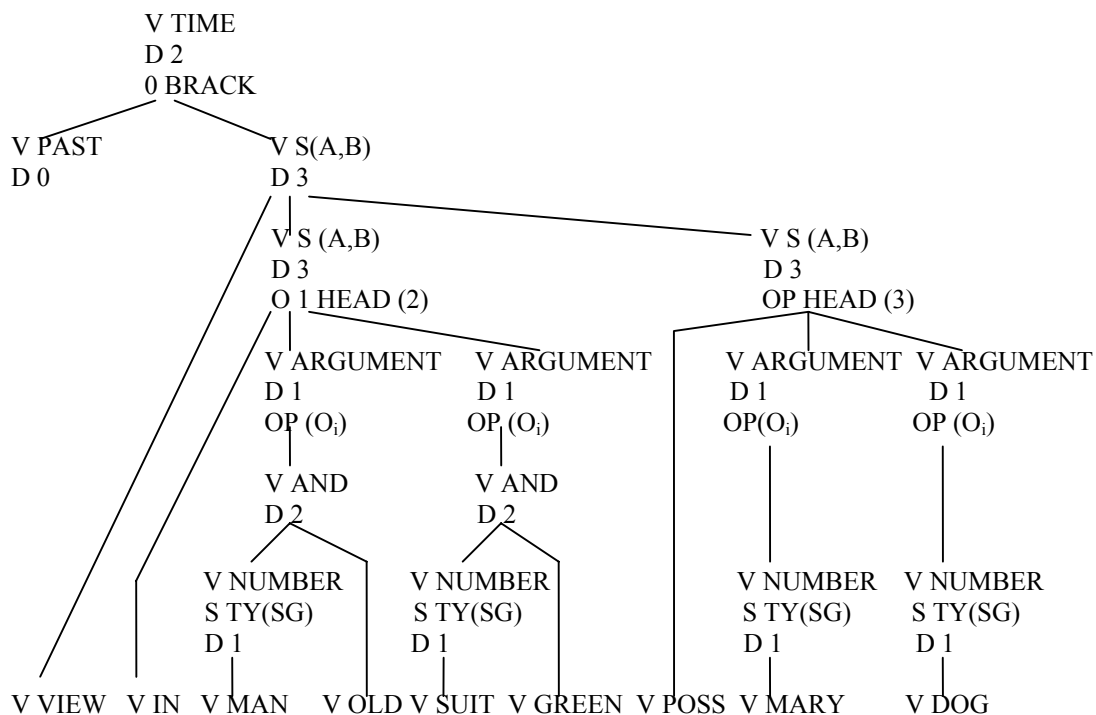 V TIME
D 2
0 BRACK
V PAST V S(A,B)
D 0 D 3
V S (A,B) V S (A,B)
D 3 D 3
O 1 HEAD (2) OP HEAD (3)
V ARGUMENT V ARGUMENT V ARGUMENT V ARGUMENT
D 1 D 1 D 1 D 1
OP (Oi) OP (Oi) OP(Oi) OP (Oi)
V AND V AND
D 2 D 2
V NUMBER V NUMBER V NUMBER V NUMBER
S TY(SG) S TY(SG) S TY(SG) S TY(SG)
D 1 D 1 D 1 D 1
V VIEW V IN V MAN V OLD V SUIT V GREEN V POSS V MARY V DOG